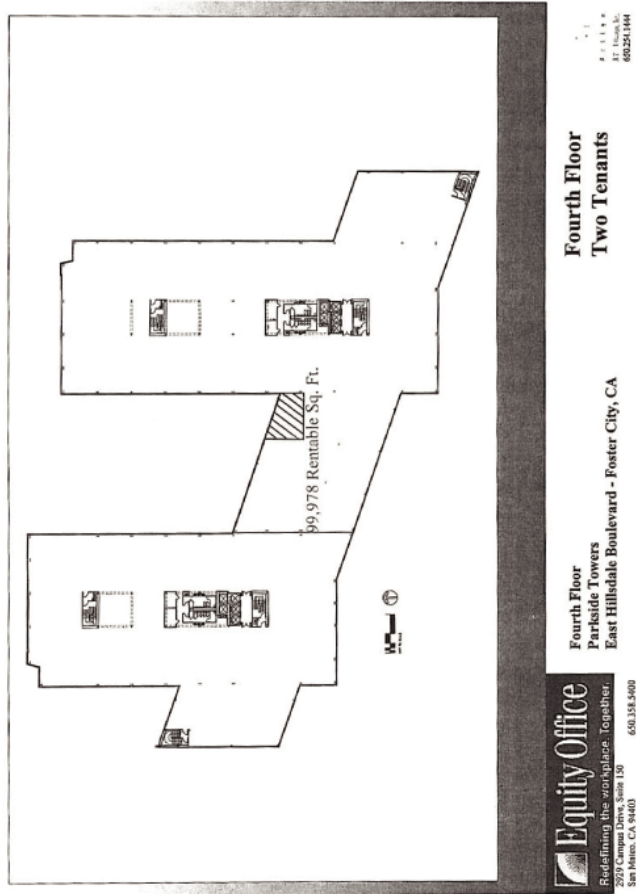 99,978 Rentable Sq. Ft.
Equity Office
Redefining the workplace. Together.
2929 Campus Drive, Suite 150
San Mateo, CA 94403
650.358.5400
Fourth Floor
Parkside Towers
East Hillsdale Boulevard - Foster City, CA
Fourth Floor
Two Tenants
650.254.1444